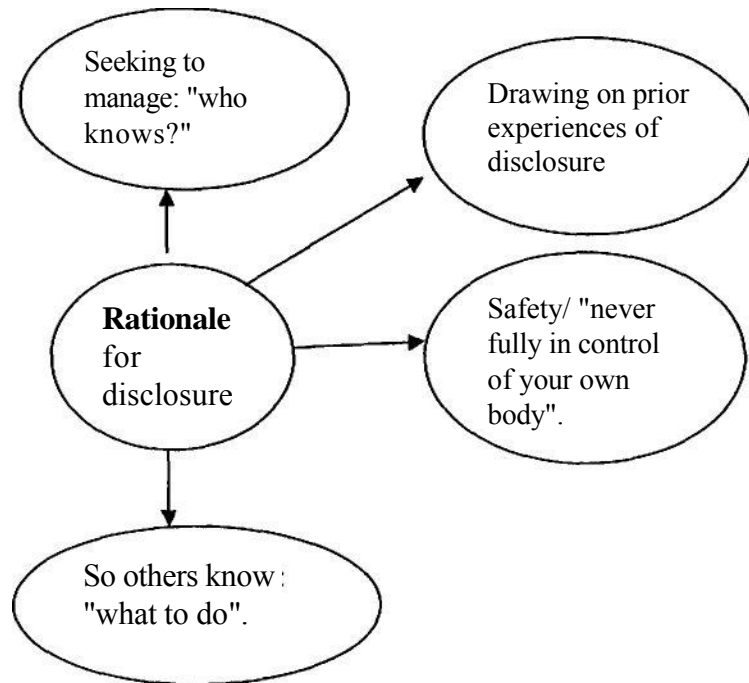 Seeking to
manage: "who
knows?"
Drawing on prior
experiences of
disclosure
Rationale
for
disclosure
Safety/ "never
fully in control
of your own
body".
So others know :
"what to do".